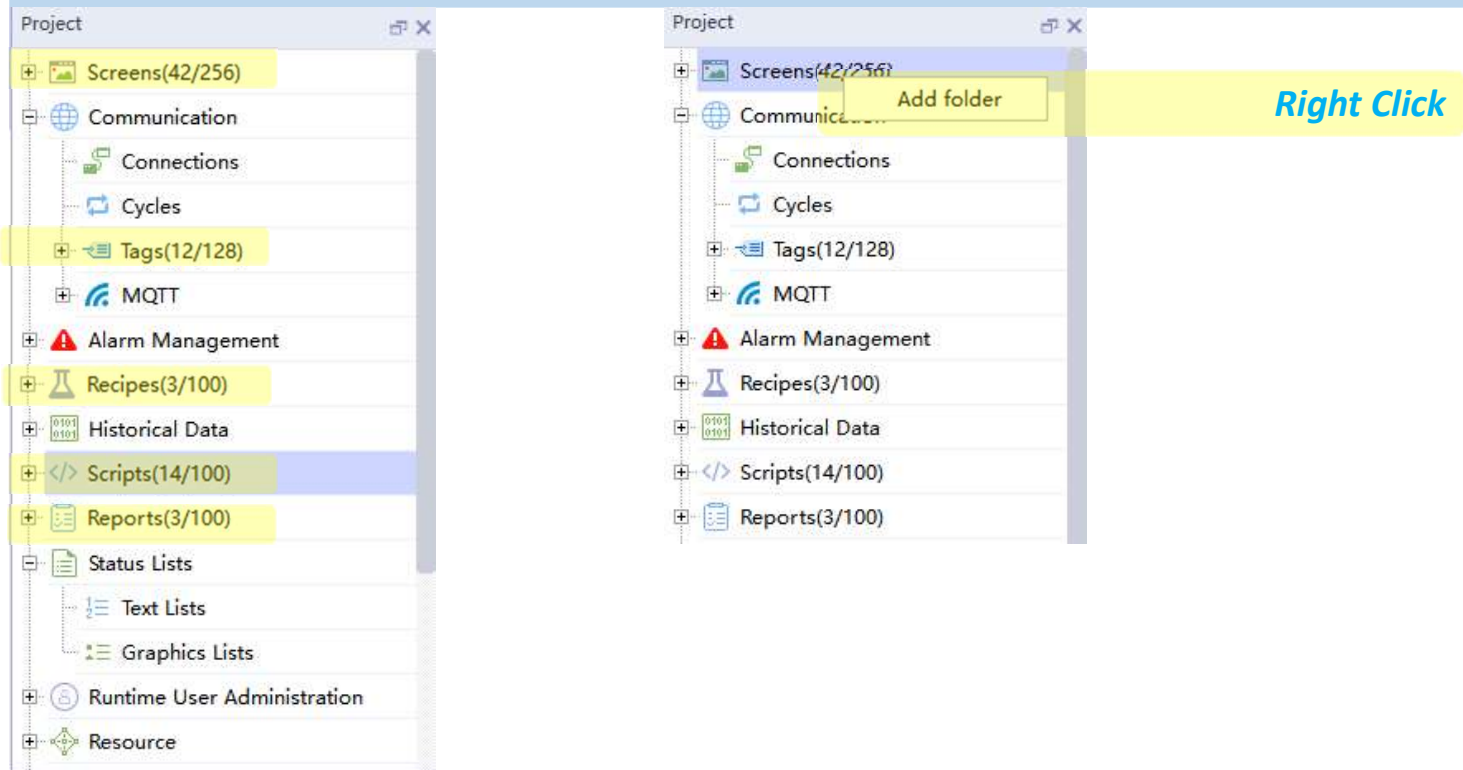 Project
Screens(42/256)
Communication
Connections
Cycles
Tags(12/128)
MQTT
Alarm Management
Recipes(3/100)
Historical Data
Scripts(14/100)
Reports(3/100)
Status Lists
Text Lists
Graphics Lists
Runtime User Administration
Resource
Project
Screens(42/256)
Add folder
Right Click
Communication
Connections
Cycles
Tags(12/128)
MQTT
Alarm Management
Recipes(3/100)
Historical Data
Scripts(14/100)
Reports(3/100)